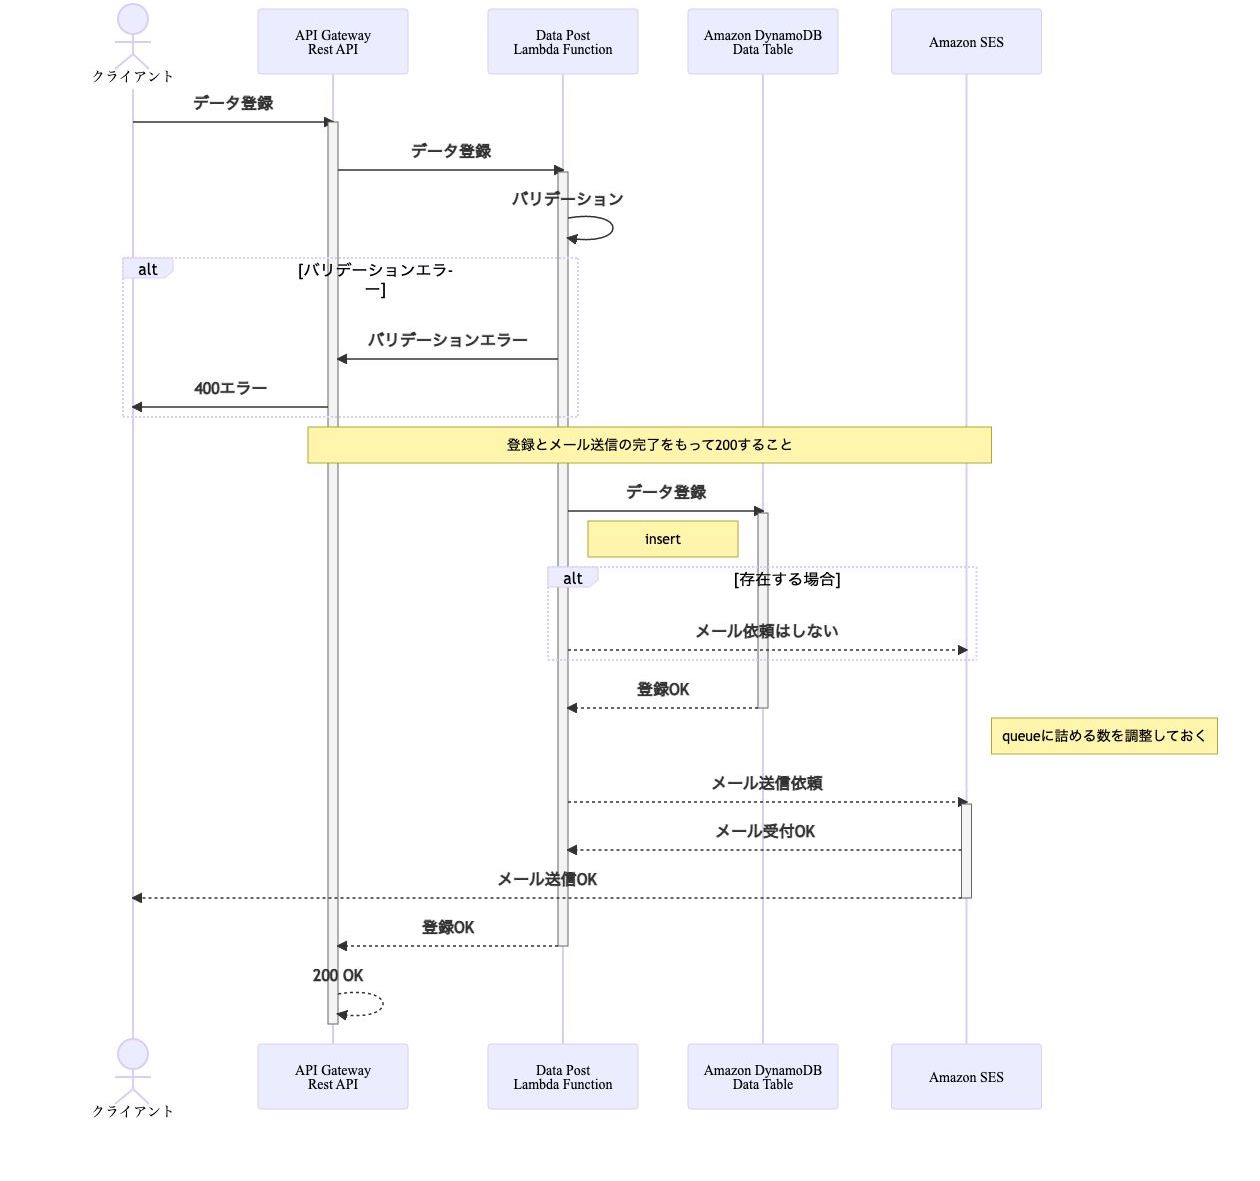 クライアント
API Gateway
Rest API
Data Post
Lambda Function
Amazon DynamoDB
Data Table
Amazon SES
データ登録
データ登録
バリデーション
alt
[バリデーションエラ-
ー]
バリデーションエラー
400エラー
登録とメール送信の完了をもって200すること
データ登録
insert
alt
[存在する場合]
メール依頼はしない
登録OK
queueに詰める数を調整しておく
メール送信依頼
メール受付OK
メール送信OK
登録OK
200 OK
クライアント
API Gateway
Rest API
Data Post
Lambda Function
Amazon DynamoDB
Data Table
Amazon SES